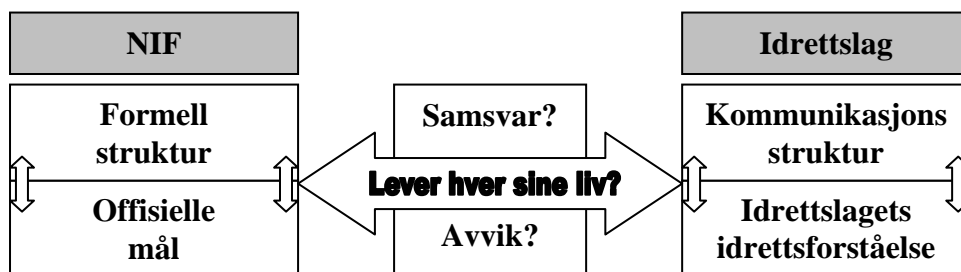 NIF
Idrettslag
Formell
struktur
Offisielle
mål
Samsvar?
Lever hver sine liv?
Avvik?
Kommunikasjons
struktur
Idrettslagets
idrettsforståelse